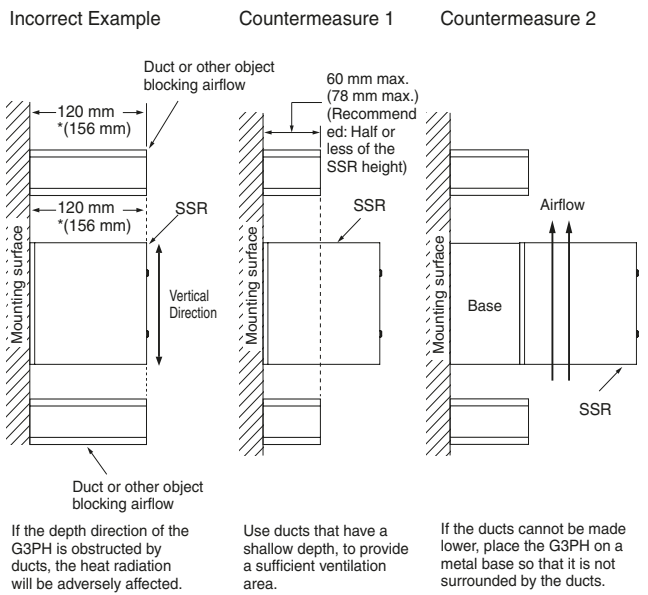 Incorrect Example
Countermeasure 1
Countermeasure 2
Duct or other object
blocking airflow
120 mm
*(156 mm)
120 mm
*(156 mm)
SSR
Mounting surface
Vertical
Direction
Duct or other object
blocking airflow
If the depth direction of the
G3PH is obstructed by
ducts, the heat radiation
will be adversely affected.
60 mm max.
(78 mm max.)
(Recommend
ed: Half or
less of the
SSR height)
SSR
Mounting surface
Use ducts that have a
shallow depth, to provide
a sufficient ventilation
area.
Airflow
Mounting surface
Base
SSR
If the ducts cannot be made
lower, place the G3PH on a
metal base so that it is not
surrounded by the ducts.